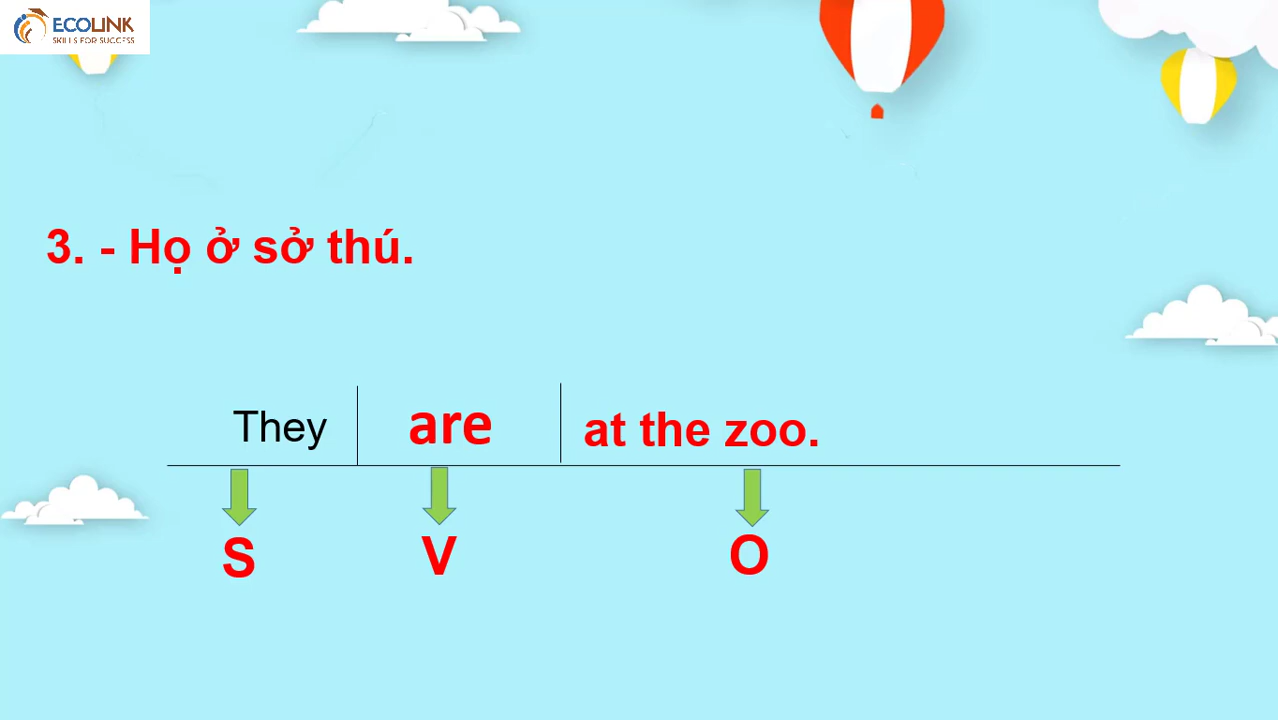 ECOLINK
SKILLS FOR SUCCESS
3. - Họ ở sở thú.
They are at the zoo.
S V O